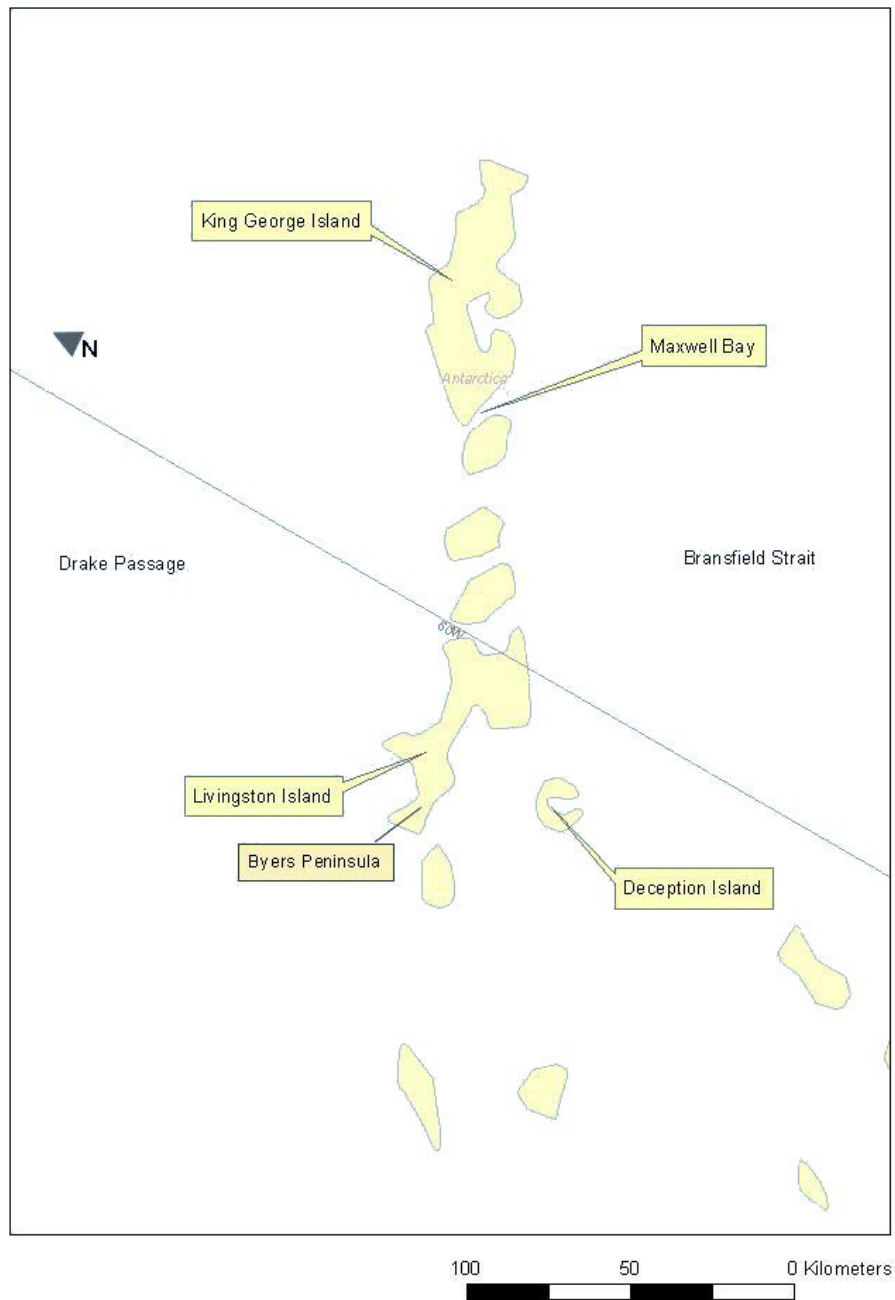 King George Island
N
Maxwell Bay
Antarctica
Drake Passage
Bransfield Strait
60W
Livingston Island
Byers Peninsula
Deception Island
100 50 0 Kilometers